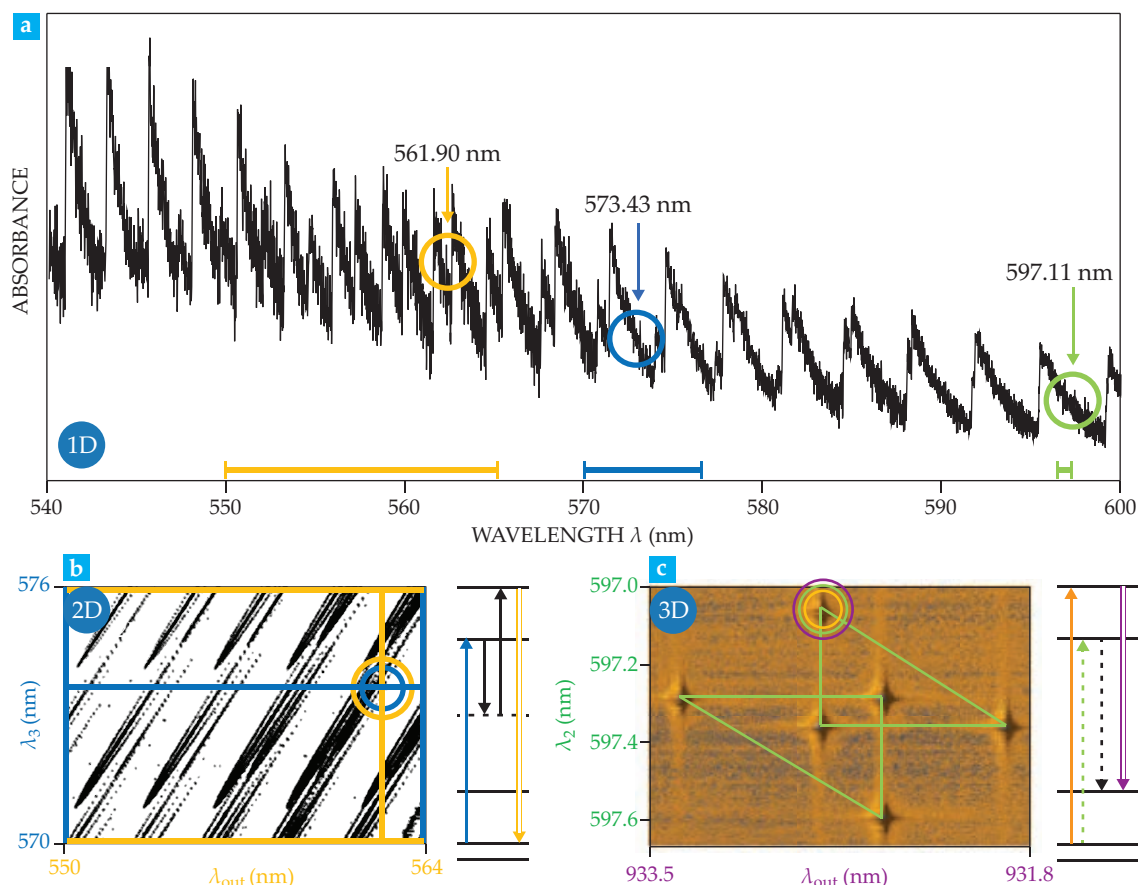 a
561.90 nm
573.43 nm
597.11 nm
ABSORBANCE
1D
540 550 560 570 580 590 600
WAVELENGTH λ (nm)
b
2D
576
λ3 (nm)
570
550 564
λout (nm)
c
3D
597.0
597.2
λ2 (nm)
597.4
597.6
933.5 931.8
λout (nm)